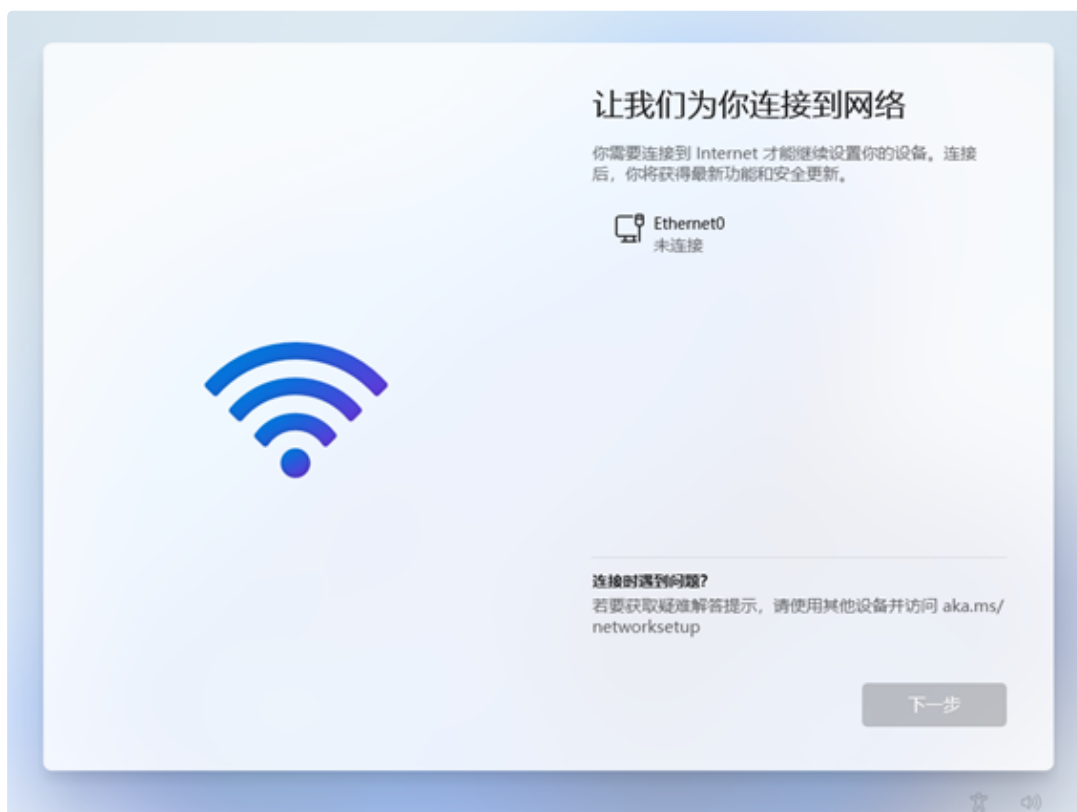 让我们为你连接到网络
你需要连接到 Internet 才能继续设置你的设备。连接
后，你将获得最新功能和安全更新。
Ethernet0
未连接
连接时遇到问题?
若要获取疑难解答提示，请使用其他设备并访问 aka.ms/
networksetup
下一步